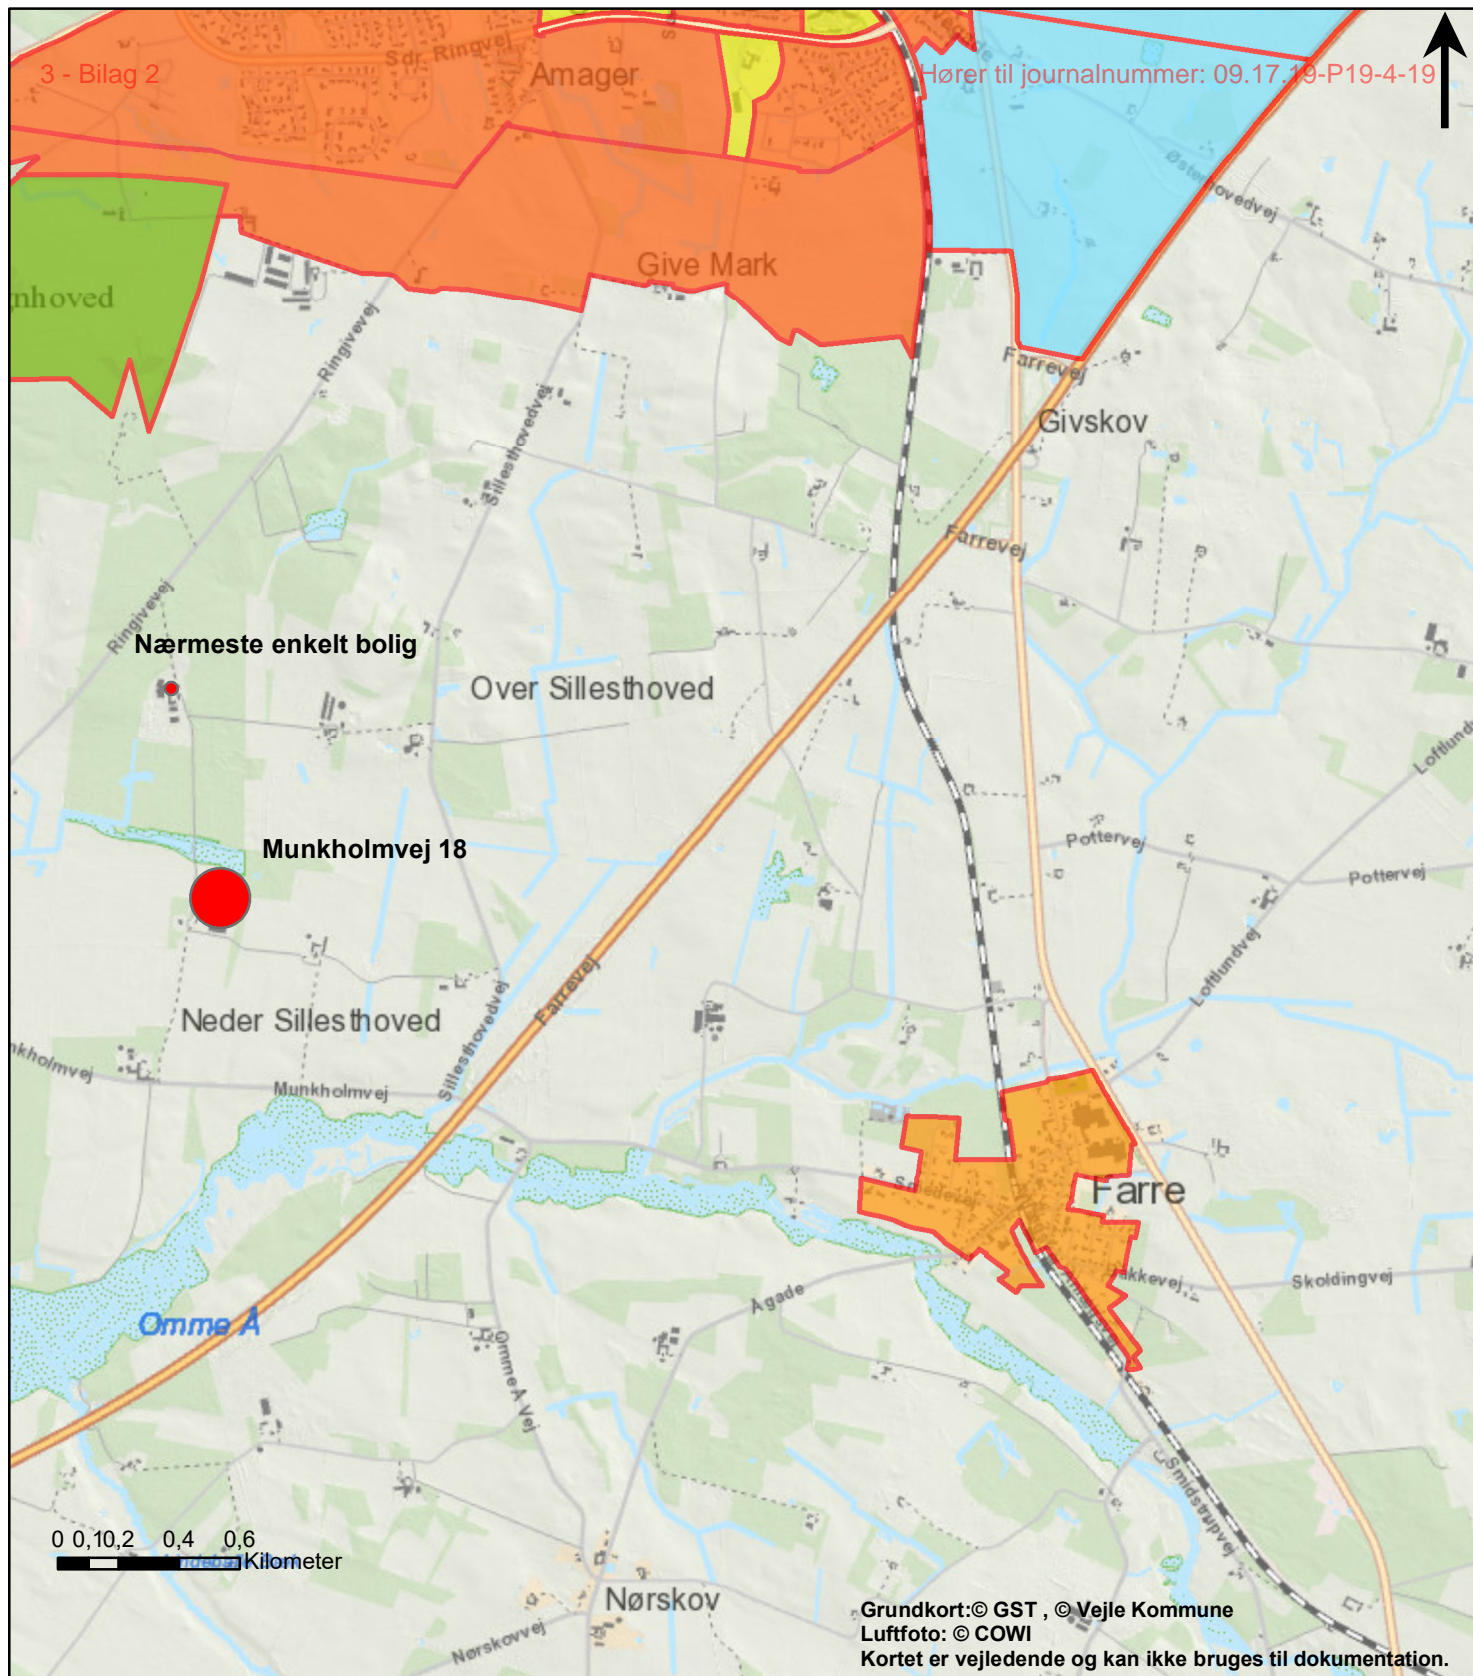 3 - Bilag 2
Hører til journalnummer: 09.17.19-P19-4-19
Sdr. Ringvej
Amager
Østerhovedvej
Give Mark
Ringivevej
Farrevej
Givskov
Sillesthovedvej
Farrevej
Ringivevej
Nærmeste enkelt bolig
Over Sillesthoved
Loftlundvej
Munkholmvej 18
Pottervej
Pottervej
Loftlundvej
Farrevej
Neder Sillesthoved
Sillesthovedvej
Munkholmvej
Farre
Skoldingvej
Agade
Omme Å
Omme Å Vej
Smidstrupvej
0 0,10,2 0,4 0,6
Kilometer
Nørskov
Nørskovvej
Grundkort:© GST , © Vejle Kommune
Luftfoto: © COWI
Kortet er vejledende og kan ikke bruges til dokumentation.